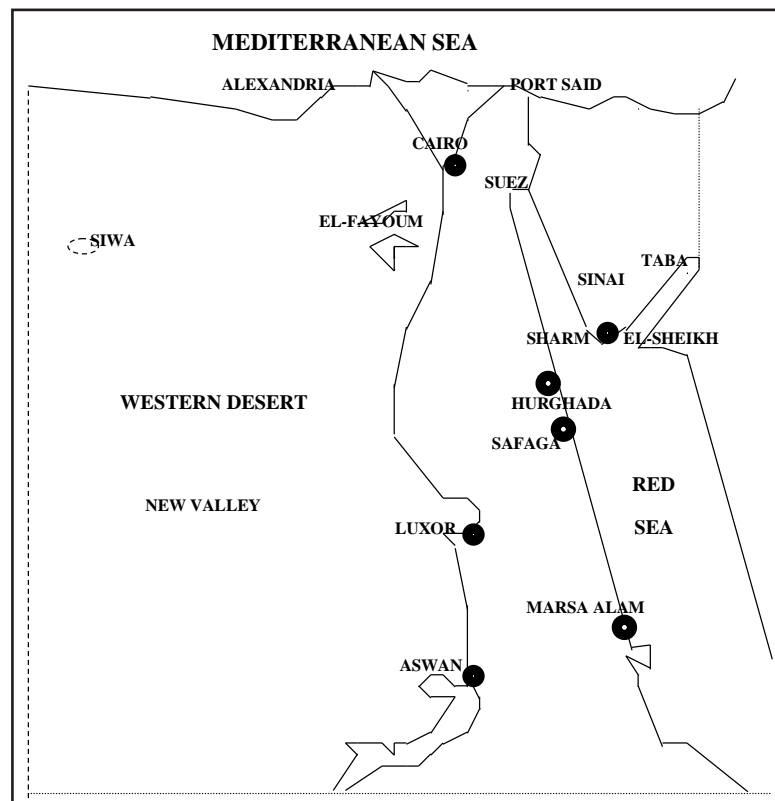 MEDITERRANEAN SEA
ALEXANDRIA
PORT SAID
CAIRO
SUEZ
EL-FAYOUM
SIWA
TABA
SINAI
SHARM
EL-SHEIKH
WESTERN DESERT
HURGHADA
SAFAGA
RED
SEA
NEW VALLEY
LUXOR
MARSA ALAM
ASWAN